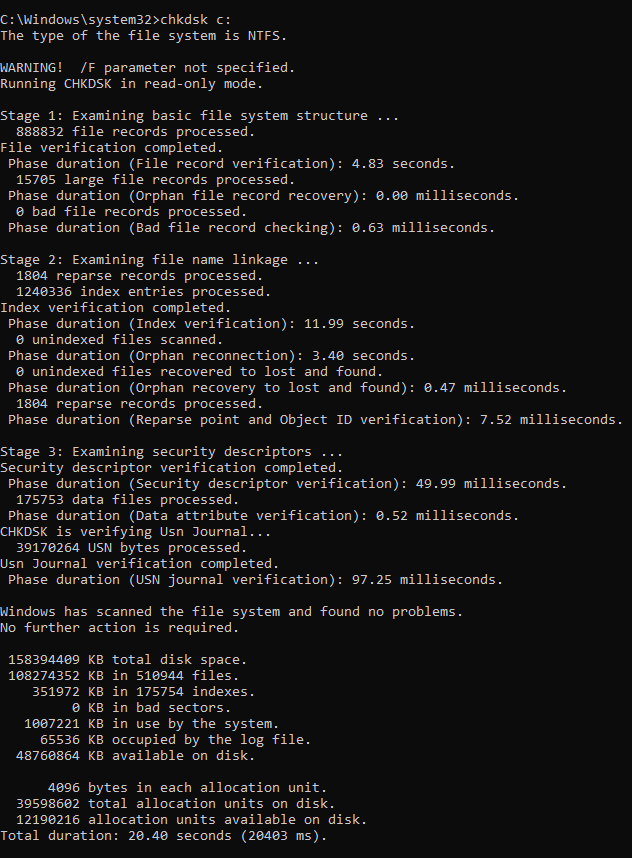 C:\Windows\system32>chkdsk c:
The type of the file system is NTFS.

WARNING!  /F parameter not specified.
Running CHKDSK in read-only mode.

Stage 1: Examining basic file system structure ...
  888832 file records processed.
File verification completed.
 Phase duration (File record verification): 4.83 seconds.
  15705 large file records processed.
 Phase duration (Orphan file record recovery): 0.00 milliseconds.
  0 bad file records processed.
 Phase duration (Bad file record checking): 0.63 milliseconds.

Stage 2: Examining file name linkage ...
  1804 reparse records processed.
  1240336 index entries processed.
Index verification completed.
 Phase duration (Index verification): 11.99 seconds.
  0 unindexed files scanned.
 Phase duration (Orphan reconnection): 3.40 seconds.
  0 unindexed files recovered to lost and found.
 Phase duration (Orphan recovery to lost and found): 0.47 milliseconds.
  1804 reparse records processed.
 Phase duration (Reparse point and Object ID verification): 7.52 milliseconds.

Stage 3: Examining security descriptors ...
Security descriptor verification completed.
 Phase duration (Security descriptor verification): 49.99 milliseconds.
  175753 data files processed.
 Phase duration (Data attribute verification): 0.52 milliseconds.
CHKDSK is verifying Usn Journal...
  39170264 USN bytes processed.
Usn Journal verification completed.
 Phase duration (USN journal verification): 97.25 milliseconds.

Windows has scanned the file system and found no problems.
No further action is required.

 158394409 KB total disk space.
 108274352 KB in 510944 files.
    351972 KB in 175754 indexes.
         0 KB in bad sectors.
   1007221 KB in use by the system.
     65536 KB occupied by the log file.
  48760864 KB available on disk.

      4096 bytes in each allocation unit.
  39598602 total allocation units on disk.
  12190216 allocation units available on disk.
Total duration: 20.40 seconds (20403 ms).